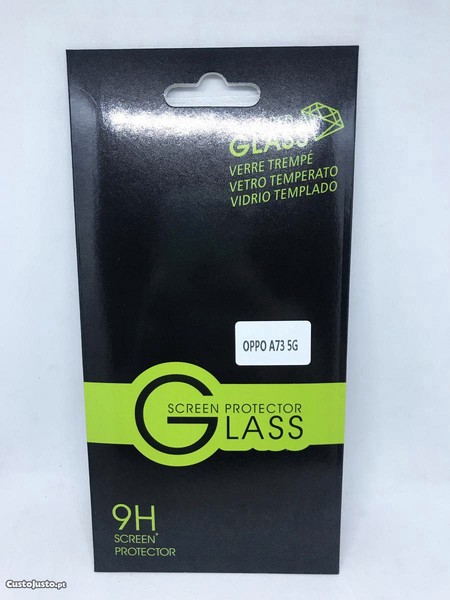 GLASS
VERRE TREMPÉ
VETRO TEMPERATO
VIDRIO TEMPLADO
OPPO A73 5G
SCREEN PROTECTOR
GLASS
9H
SCREEN*
PROTECTOR
CustoJusto.pt